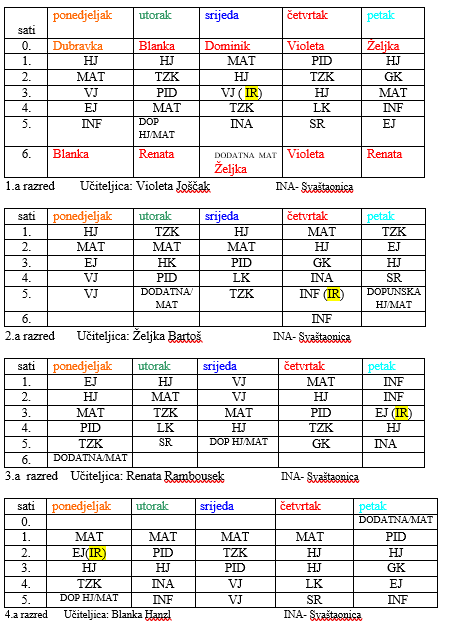 sati ponedjeljak utorak srijeda četvrtak petak
0. Dubravka Blanka Dominik Violeta Željka
1. HJ HJ MAT PID HJ
2. MAT TZK HJ TZK GK
3. VJ PID VJ ( IR) HJ MAT
4. EJ MAT TZK LK INF
5. INF DOP HJ/MAT INA SR EJ
6. Blanka Renata DODATNA MAT Željka Violeta Renata
1.a razred Učiteljica: Violeta Joščak INA- Svaštaonica
sati ponedjeljak utorak srijeda četvrtak petak
1. HJ TZK HJ MAT TZK
2. MAT MAT MAT HJ EJ
3. EJ HK PID GK HJ
4. VJ PID LK INA SR
5. VJ DODATNA/ MAT TZK INF (IR) DOPUNSKA HJ/MAT
6. INF
2.a razred Učiteljica: Željka Bartoš INA- Svaštaonica
sati ponedjeljak utorak srijeda četvrtak petak
1. EJ HJ VJ MAT INF
2. HJ MAT VJ HJ INF
3. MAT TZK MAT PID EJ (IR)
4. PID LK HJ TZK HJ
5. TZK SR DOP HJ/MAT GK INA
6. DODATNA/MAT
3.a razred Učiteljica: Renata Rambousek INA- Svaštaonica
sati ponedjeljak utorak srijeda četvrtak petak
0. DODATNA/MAT
1. MAT MAT MAT MAT PID
2. EJ(IR) PID TZK HJ HJ
3. HJ HJ PID HJ GK
4. TZK INA VJ LK EJ
5. DOP HJ/MAT INF VJ SR INF
4.a razred Učiteljica: Blanka Hanzl INA- Svaštaonica